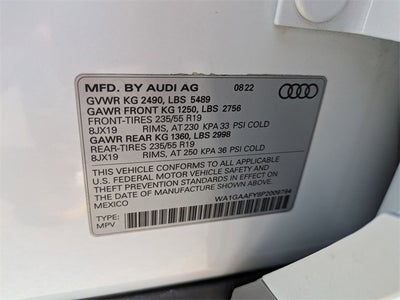 MFD. BY AUDI AG 0822
GVWR KG 2490, LBS 5489
GAWR FRONT KG 1250, LBS 2756
FRONT-TIRES 235/55 R19
8JX19 RIMS, AT 230 KPA 33 PSI COLD
GAWR REAR KG 1360, LBS 2998
REAR-TIRES 235/55 R19
8JX19 RIMS, AT 250 KPA 36 PSI COLD
THIS VEHICLE CONFORMS TO ALL APPLICABLE
U.S. FEDERAL MOTOR VEHICLE SAFETY,
BUMPER AND THEFT PREVENTION STANDARDS IN EFFECT ON
THE DATE OF THE MANUFACTURE SHOWN ABOVE
MEXICO
WA1GAAFY8P2009794
TYPE:
MPV